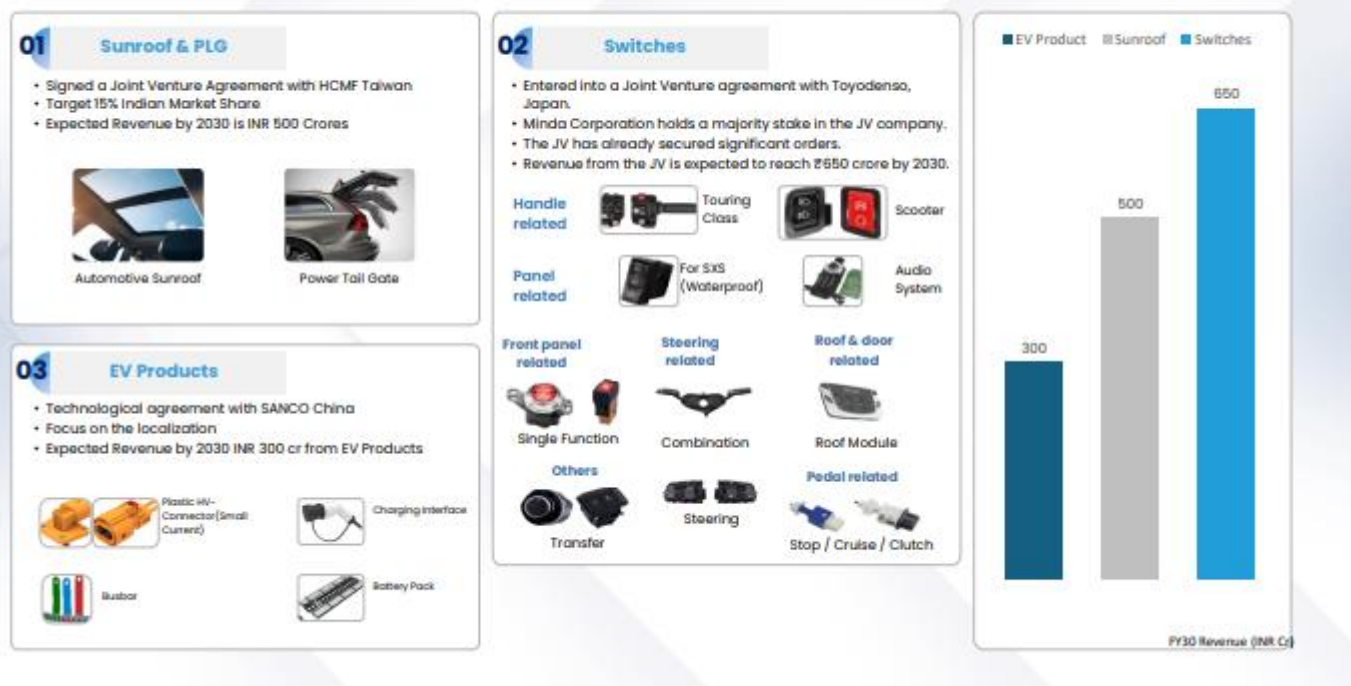 01
Sunroof & PLG
• Signed a Joint Venture Agreement with HCMF Taiwan
• Target 15% Indian Market Share
• Expected Revenue by 2030 is INR 500 Crores
Automotive Sunroof
Power Tail Gate
02
Switches
• Entered into a Joint Venture agreement with Toyodenso,
Japan.
• Minda Corporation holds a majority stake in the JV company.
• The JV has already secured significant orders.
• Revenue from the JV is expected to reach ₹650 crore by 2030.
Handle
related
Touring
Class
Scooter
Panel
related
For SXS
(Waterproof)
Audio
System
Front panel
related
Steering
related
Roof & door
related
Single Function
Combination
Roof Module
Others
Pedal related
Transfer
Steering
Stop / Cruise / Clutch
03
EV Products
• Technological agreement with SANCO China
• Focus on the localization
• Expected Revenue by 2030 INR 300 cr from EV Products
Plastic HV-
Connector(Small
Current)
Charging Interface
Busbar
Battery Pack
EV Product Sunroof Switches
650
500
300
FY30 Revenue (INR Cr)